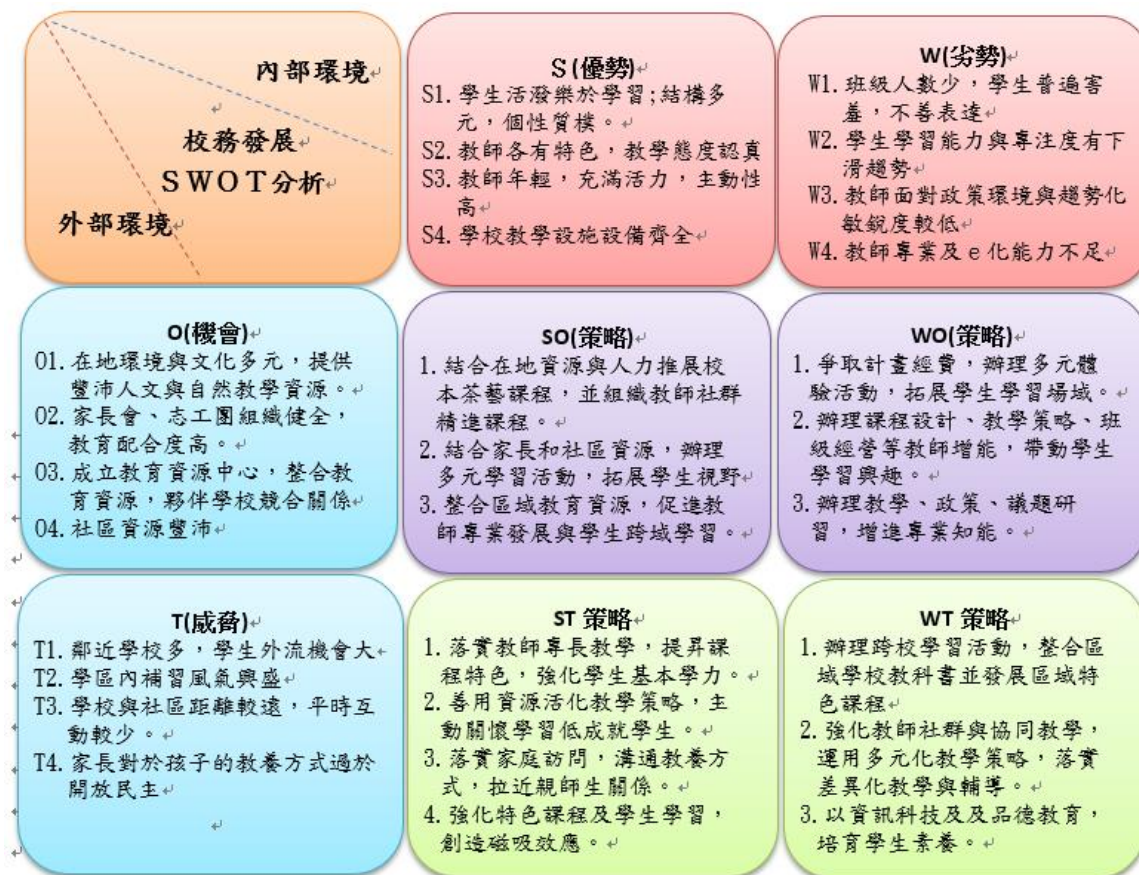 內部環境
校務發展
SWOT分析
外部環境
S(優勢)
S1. 學生活潑樂於學習;結構多
元，個性質樸。
S2. 教師各有特色，教學態度認真
S3. 教師年輕，充滿活力，主動性
高
S4. 學校教學設施設備齊全
W(劣勢)
W1. 班級人數少，學生普遍害
羞，不善表達
W2. 學生學習能力與專注度有下
滑趨勢
W3. 教師面對政策環境與趨勢化
敏銳度較低
W4. 教師專業及 e 化能力不足
O(機會)
O1. 在地環境與文化多元，提供
豐沛人文與自然教學資源。
O2. 家長會、志工團組織健全，
教育配合度高。
O3. 成立教育資源中心，整合教
育資源，夥伴學校競合關係
O4. 社區資源豐沛
SO(策略)
1. 結合在地資源與人力推展校
本茶藝課程，並組織教師社群
精進課程。
2. 結合家長和社區資源，辦理
多元學習活動，拓展學生視野
3. 整合區域教育資源，促進教
師專業發展與學生跨域學習。
WO(策略)
1. 爭取計畫經費，辦理多元體
驗活動，拓展學生學習場域。
2. 辦理課程設計、教學策略、班
級經營等教師增能，帶動學生
學習興趣。
3. 辦理教學、政策、議題研
習，增進專業知能。
T(威脅)
T1. 鄰近學校多，學生外流機會大
T2. 學區內補習風氣興盛
T3. 學校與社區距離較遠，平時互
動較少。
T4. 家長對於孩子的教養方式過於
開放民主
ST 策略
1. 落實教師專長教學，提昇課
程特色，強化學生基本學力。
2. 善用資源活化教學策略，主
動關懷學習低成就學生。
3. 落實家庭訪問，溝通教養方
式，拉近親師生關係。
4. 強化特色課程及學生學習，
創造磁吸效應。
WT 策略
1. 辦理跨校學習活動，整合區
域學校教科書並發展區域特
色課程
2. 強化教師社群與協同教學，
運用多元化教學策略，落實
差異化教學與輔導。
3. 以資訊科技及及品德教育，
培育學生素養。